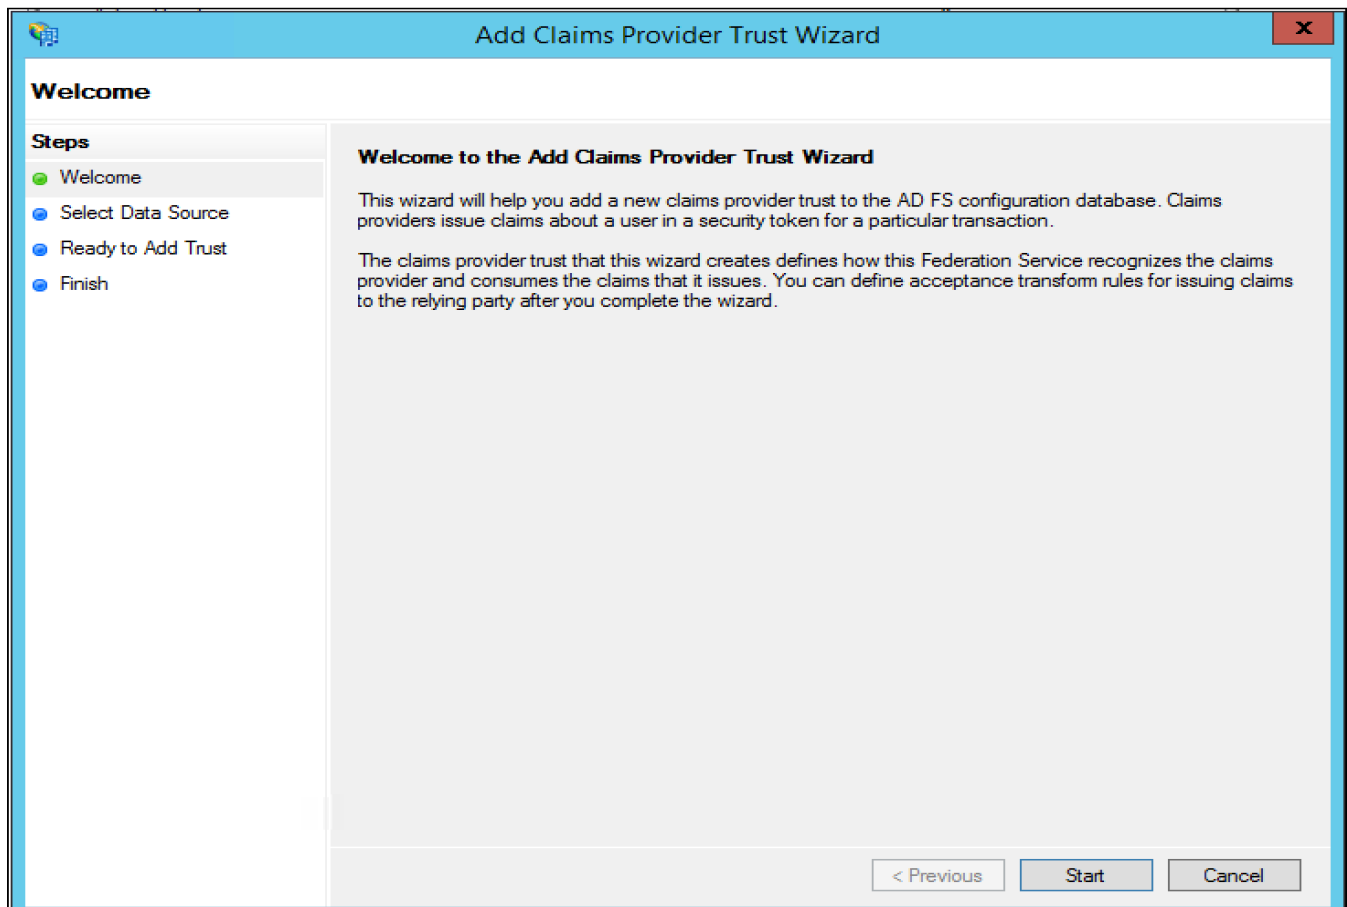 Add Claims Provider Trust Wizard
x
Welcome
Steps
Welcome
Select Data Source
Ready to Add Trust
Finish
Welcome to the Add Claims Provider Trust Wizard
This wizard will help you add a new claims provider trust to the AD FS configuration database. Claims
providers issue claims about a user in a security token for a particular transaction.
The claims provider trust that this wizard creates defines how this Federation Service recognizes the claims
provider and consumes the claims that it issues. You can define acceptance transform rules for issuing claims
to the relying party after you complete the wizard.
< Previous
Start
Cancel